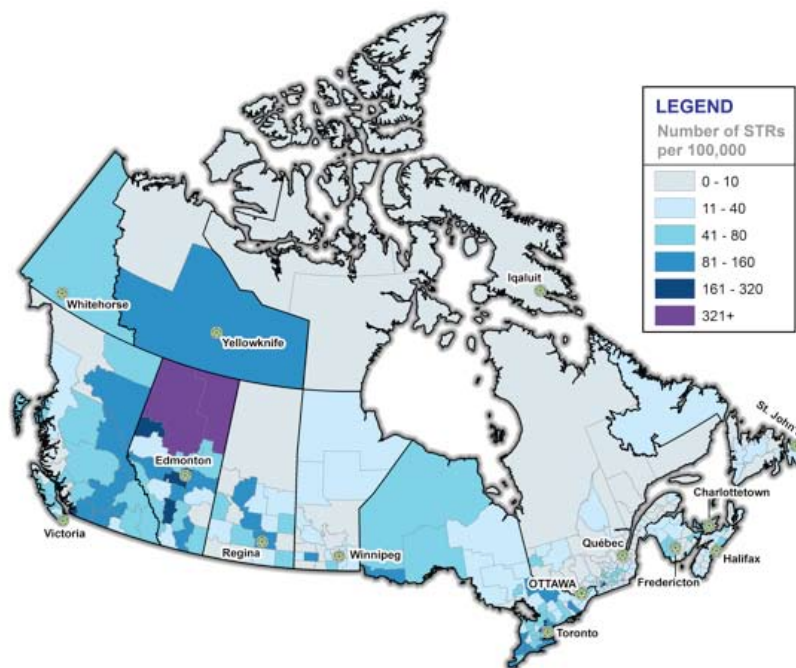 LEGEND
Number of STRs
per 100,000
0 - 10
11 - 40
41 - 80
81 - 160
161 - 320
321+
Whitehorse
Yellowknife
Iqaluit
Edmonton
Victoria
Regina
Winpeg
St. John'
Charlottetown
Québec
OTTAWA
Halifax
Fredericton
Toronto